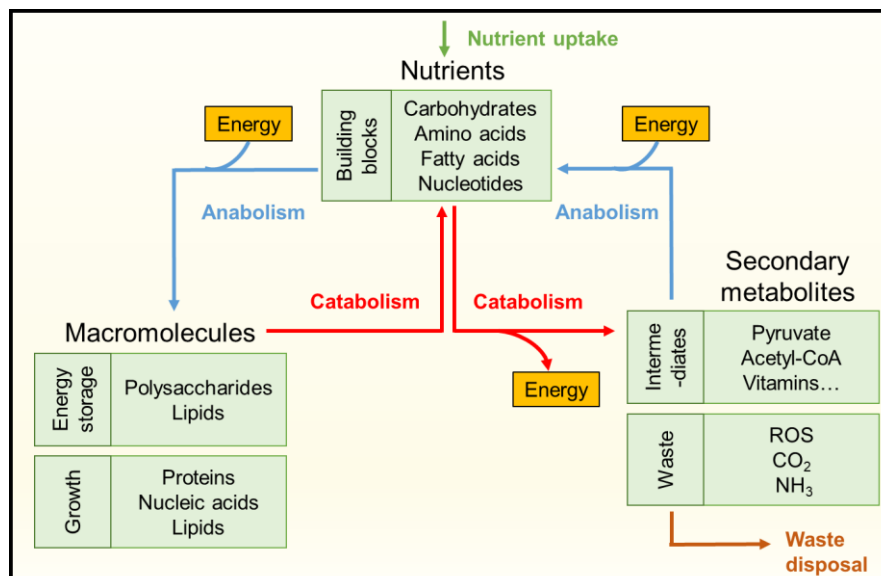 Nutrient uptake
Nutrients
Building
blocks
Carbohydrates
Amino acids
Fatty acids
Nucleotides
Energy
Energy
Anabolism
Anabolism
Catabolism
Catabolism
Energy
Macromolecules
Energy
storage
Polysaccharides
Lipids
Growth
Proteins
Nucleic acids
Lipids
Secondary
metabolites
Interme
-diates
Pyruvate
Acetyl-CoA
Vitamins…
Waste
ROS
CO₂
NH₃
Waste
disposal